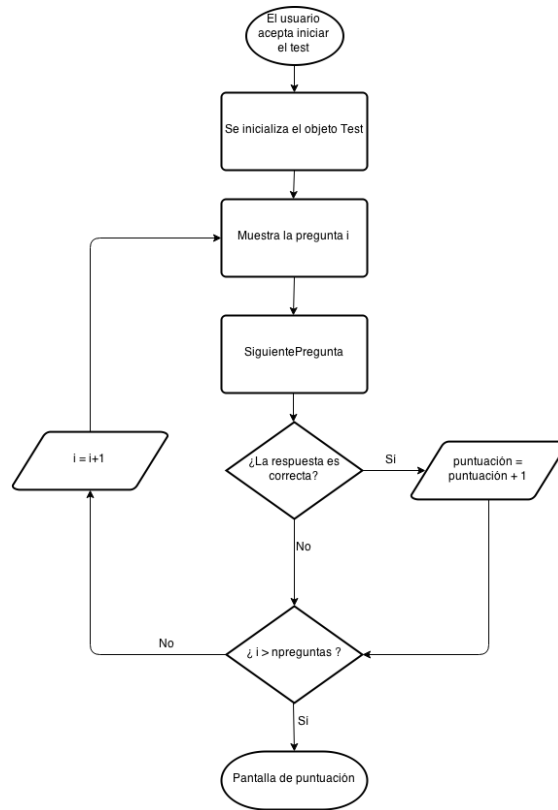 El usuario
acepta iniciar
el test
Se inicializa el objeto Test
Muestra la pregunta i
SiguientePregunta
¿La respuesta es
correcta?
Si
puntuación =
puntuación + 1
i = i+1
No
¿ i > npreguntas ?
No
Si
Pantalla de puntuación